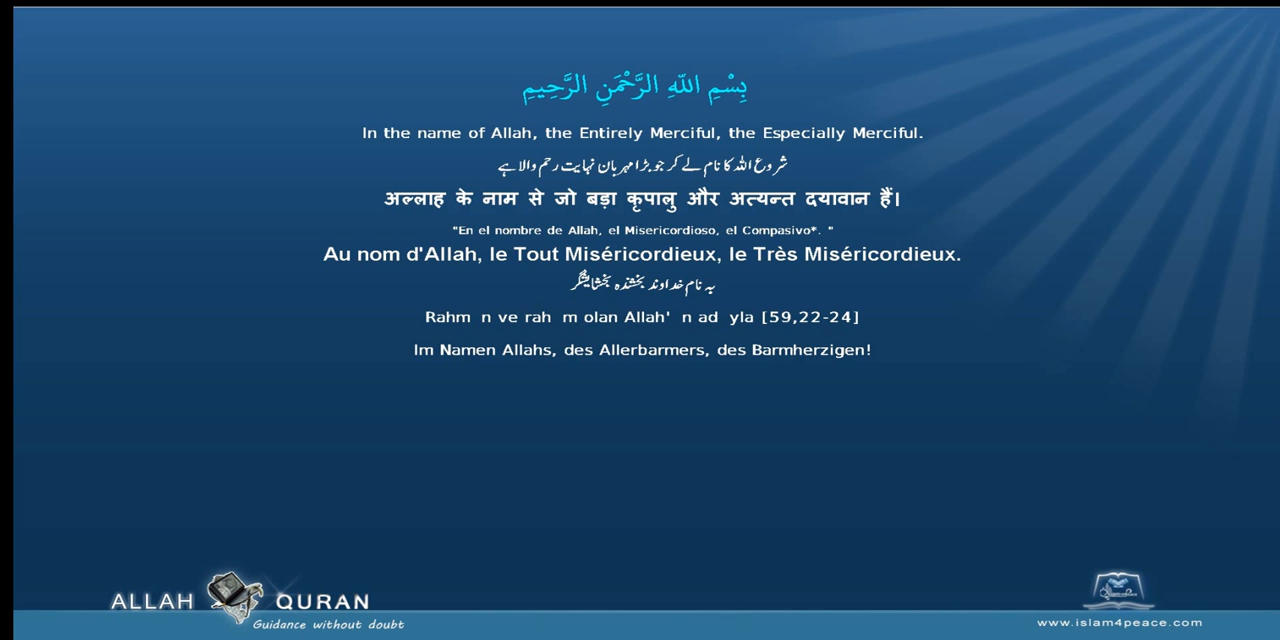 بِسْمِ اللَّهِ الرَّحْمَنِ الرَّحِيمِ
In the name of Allah, the Entirely Merciful, the Especially Merciful.
شروع اللہ کا نام لے کر جو بڑا مہربان نہایت رحم والا ہے
अल्लाह के नाम से जो बड़ा कृपालु और अत्यन्त दयावान हैं।
"En el nombre de Allah, el Misericordioso, el Compasivo*. "
Au nom d'Allah, le Tout Miséricordieux, le Très Miséricordieux.
به نام خداوند بخشنده بخشایشگر
Rahm n ve rah m olan Allah' n ad yla [59,22-24]
Im Namen Allahs, des Allerbarmers, des Barmherzigen!
ALLAH QURAN
Guidance without doubt
www.islam4peace.com